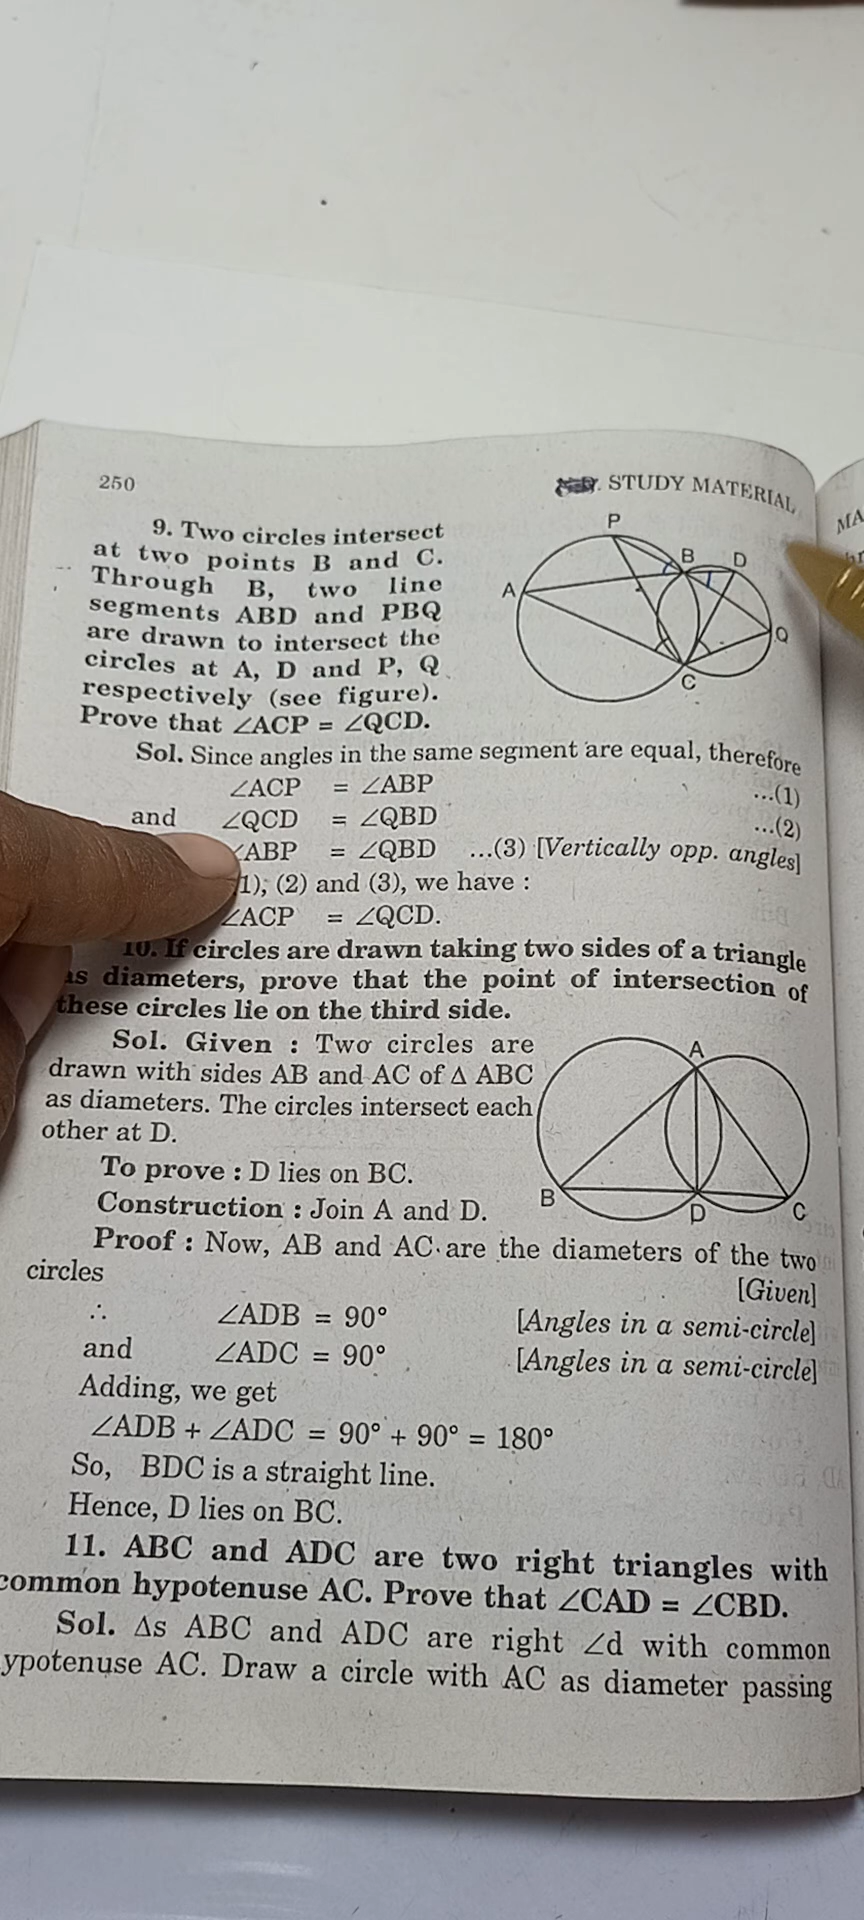 250
STUDY MATERIAL
9. Two circles intersect
at two points B and C.
Through B, two line
segments ABD and PBQ
are drawn to intersect the
circles at A, D and P, Q
respectively (see figure).
Prove that ∠ACP = ∠QCD.
P
B
D
A
Q
C
Sol. Since angles in the same segment are equal, therefore
∠ACP = ∠ABP ...(1)
and ∠QCD = ∠QBD ...(2)
∠ABP = ∠QBD ...(3) [Vertically opp. angles]
1), (2) and (3), we have :
∠ACP = ∠QCD.
10. If circles are drawn taking two sides of a triangle
as diameters, prove that the point of intersection of
these circles lie on the third side.
Sol. Given : Two circles are
drawn with sides AB and AC of Δ ABC
as diameters. The circles intersect each
other at D.
To prove : D lies on BC.
Construction : Join A and D.
A
B
D
C
Proof : Now, AB and AC are the diameters of the two
circles [Given]
∴ ∠ADB = 90° [Angles in a semi-circle]
and ∠ADC = 90° [Angles in a semi-circle]
Adding, we get
∠ADB + ∠ADC = 90° + 90° = 180°
So, BDC is a straight line.
Hence, D lies on BC.
11. ABC and ADC are two right triangles with
common hypotenuse AC. Prove that ∠CAD = ∠CBD.
Sol. Δs ABC and ADC are right ∠d with common
ypotenuse AC. Draw a circle with AC as diameter passing
MA